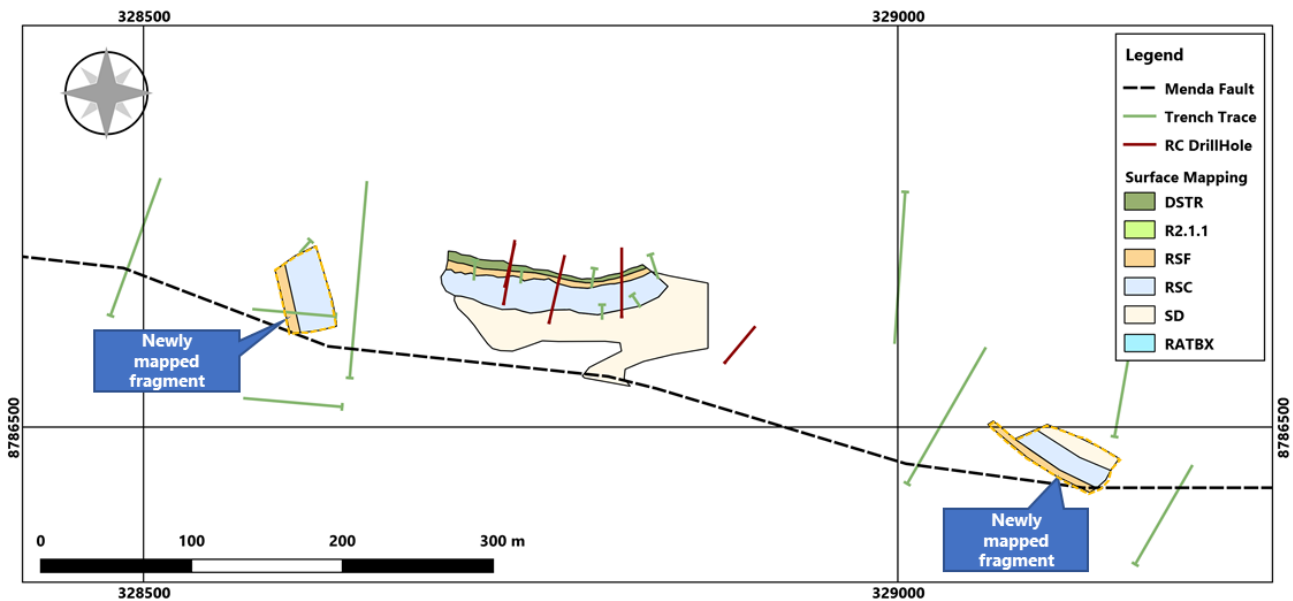 328500
329000
Legend
Menda Fault
Trench Trace
RC DrillHole
Surface Mapping
DSTR
R2.1.1
RSF
RSC
SD
RATBX
Newly
mapped
fragment
8786500
8786500
Newly
mapped
fragment
0
100
200
300 m
328500
329000